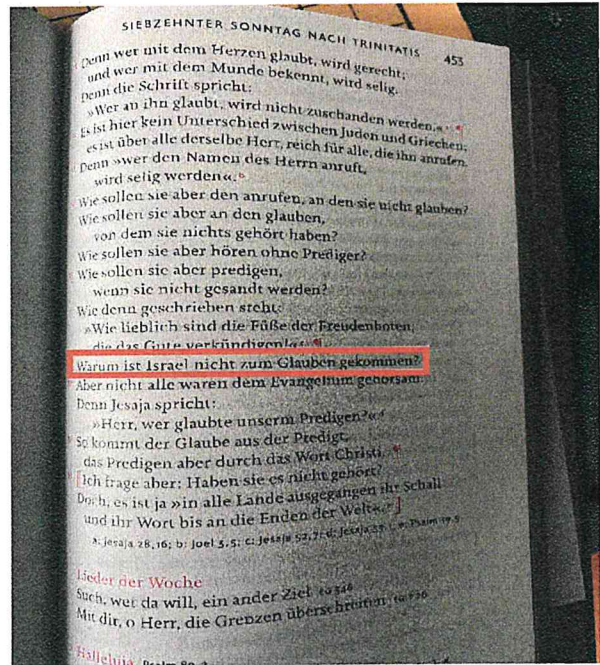 SIEBZEHNTER SONNTAG NACH TRINITATIS 453
Denn wer mit dem Herzen glaubt, wird gerecht;
und wer mit dem Munde bekennt, wird selig.
Denn die Schrift spricht:
»Wer an ihn glaubt, wird nicht zuschanden werden.«
Es ist hier kein Unterschied zwischen Juden und Griechen;
es ist über alle derselbe Herr, reich für alle, die ihn anrufen.
Denn »wer den Namen des Herrn anruft,
wird selig werden«.b
Wie sollen sie aber den anrufen, an den sie nicht glauben?
Wie sollen sie aber an den glauben,
von dem sie nichts gehört haben?
Wie sollen sie aber hören ohne Prediger?
Wie sollen sie aber predigen,
wenn sie nicht gesandt werden?
Wie denn geschrieben steht:
»Wie lieblich sind die Füße der Freudenboten,
die das Gute verkündigen!«
Warum ist Israel nicht zum Glauben gekommen?
Aber nicht alle waren dem Evangelium gehorsam.
Denn Jesaja spricht:
»Herr, wer glaubte unserm Predigen?«d
So kommt der Glaube aus der Predigt,
das Predigen aber durch das Wort Christi.
[Ich frage aber: Haben sie es nicht gehört?
Doch, es ist ja »in alle Lande ausgegangen ihr Schall
und ihr Wort bis an die Enden der Welt«.e]
a: Jesaja 28,16; b: Joel 3,5; c: Jesaja 52,7; d: Jesaja 53,1; e: Psalm 19,5
Lieder der Woche
Such, wer da will, ein ander Ziel EG 346
Mit dir, o Herr, die Grenzen überschreiten
Halleluja Psalm